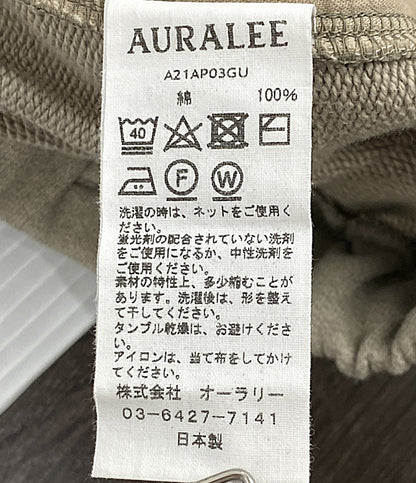 AURALEE
A21AP03GU
綿 100%
40
F W
洗濯の時は、ネットをご使用く
ださい。
蛍光剤の配合されていない洗剤
をご使用になるか、中性洗剤を
ご使用ください。
素材の特性上、多少縮むことが
あります。洗濯後は、形を整え
て干してください。
タンブル乾燥は、お避けくださ
い。
アイロンは、当て布をしてかけ
てください。
株式会社 オーラリー
03-6427-7141
日本製